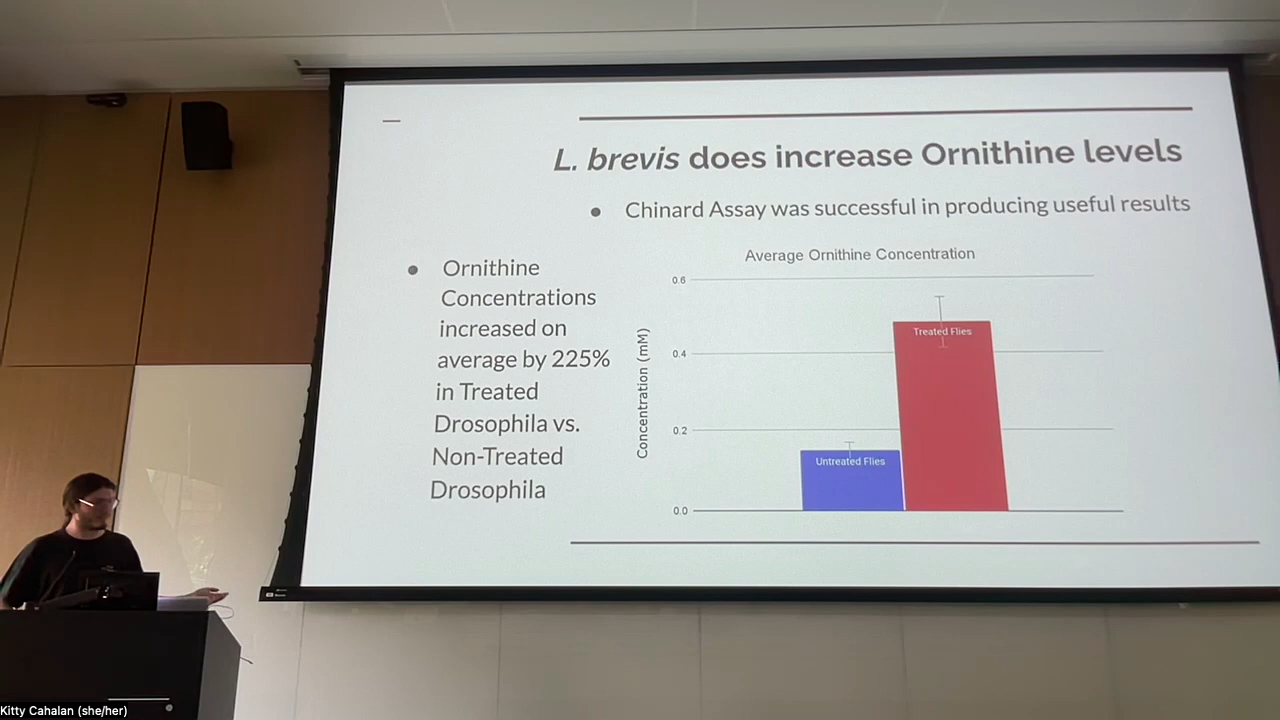 L. brevis does increase Ornithine levels
● Chinard Assay was successful in producing useful results
● Ornithine
Concentrations
increased on
average by 225%
in Treated
Drosophila vs.
Non-Treated
Drosophila
Average Ornithine Concentration
Concentration (mM)
0.6
0.4
0.2
0.0
Untreated Flies
Treated Flies
Kitty Cahalan (she/her)